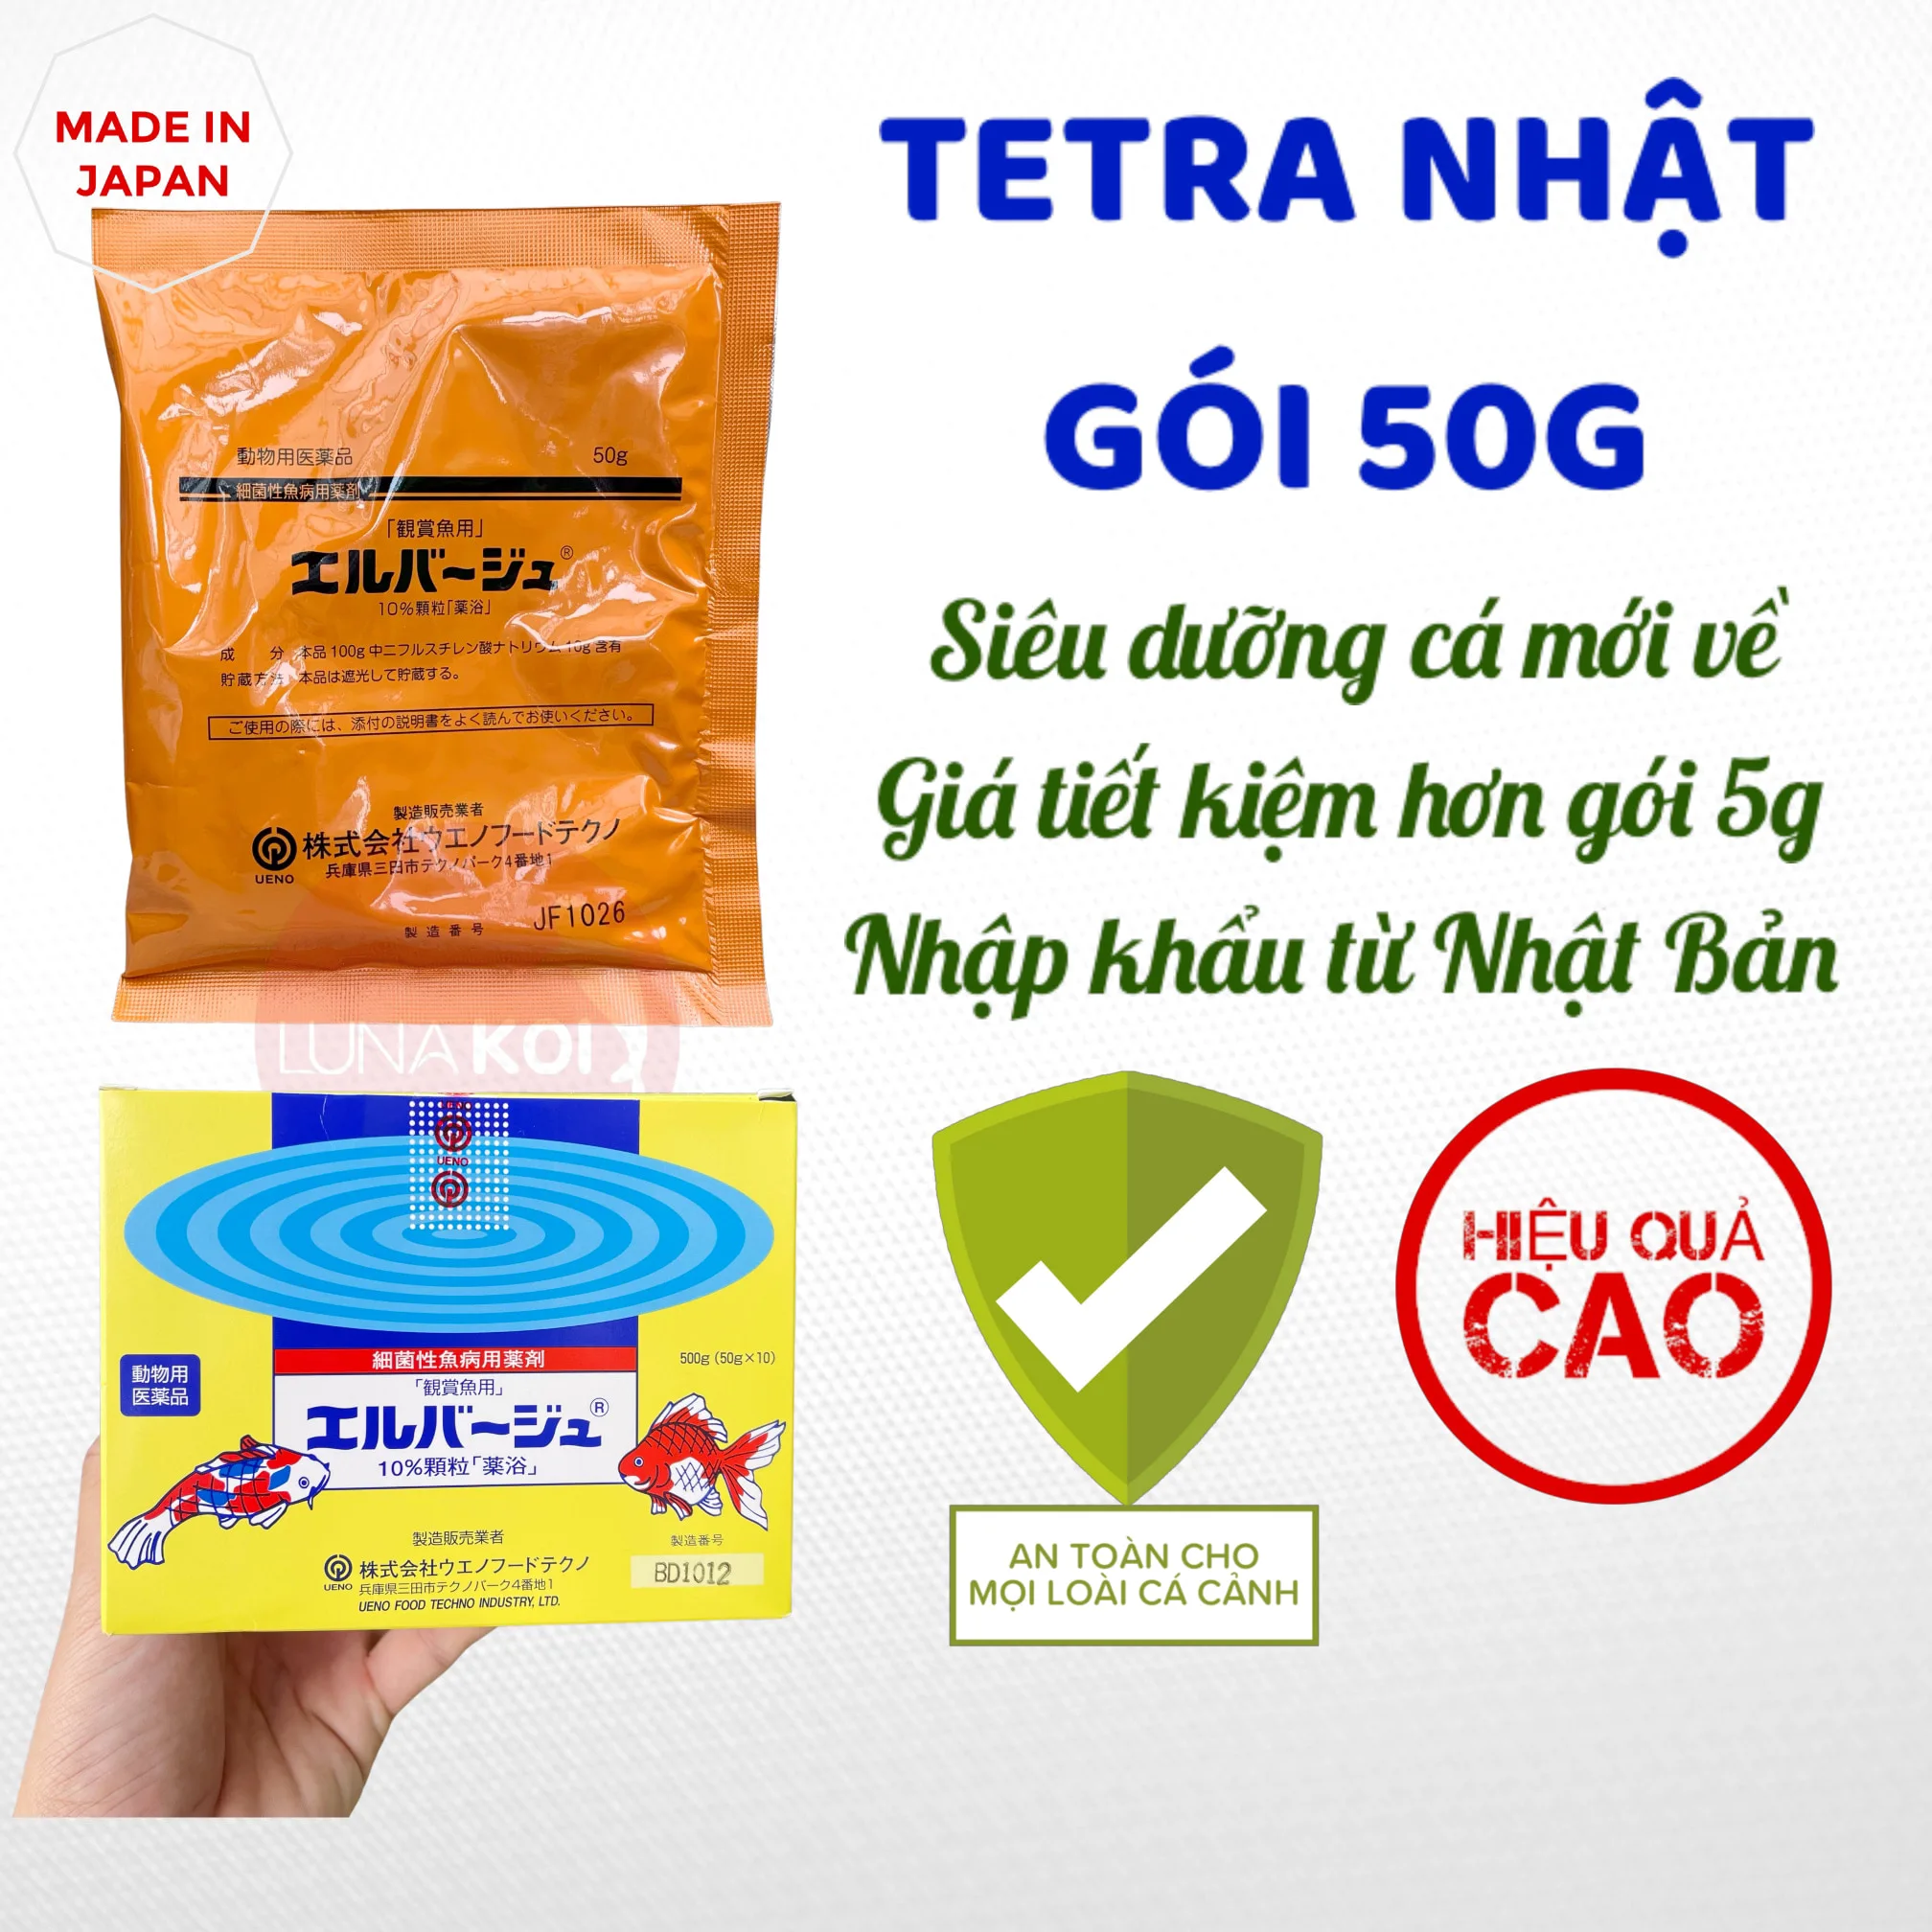 MADE IN
JAPAN
TETRA NHẬT
GÓI 50G
Siêu dưỡng cá mới về
Giá tiết kiệm hơn gói 5g
Nhập khẩu từ Nhật Bản
動物用医薬品 50g
細菌性魚病用薬剤
「観賞魚用」
エルバージュ®
10%顆粒「薬浴」
成 分 本品100g中ニフルスチレン酸ナトリウム10g含有
貯蔵方法 本品は遮光して貯蔵する。
ご使用の際には、添付の説明書をよく読んでお使いください。
製造販売業者
株式会社ウエノフードテクノ
UENO 兵庫県三田市テクノパーク4番地1
製造番号 JF1026
LUNA KOI
UENO
細菌性魚病用薬剤
500g (50g×10)
動物用
医薬品
「観賞魚用」
エルバージュ®
10%顆粒「薬浴」
製造販売業者
製造番号
株式会社ウエノフードテクノ
BD1012
UENO 兵庫県三田市テクノパーク4番地1
UENO FOOD TECHNO INDUSTRY, LTD.
HIỆU QUẢ
CAO
AN TOÀN CHO
MỌI LOÀI CÁ CẢNH